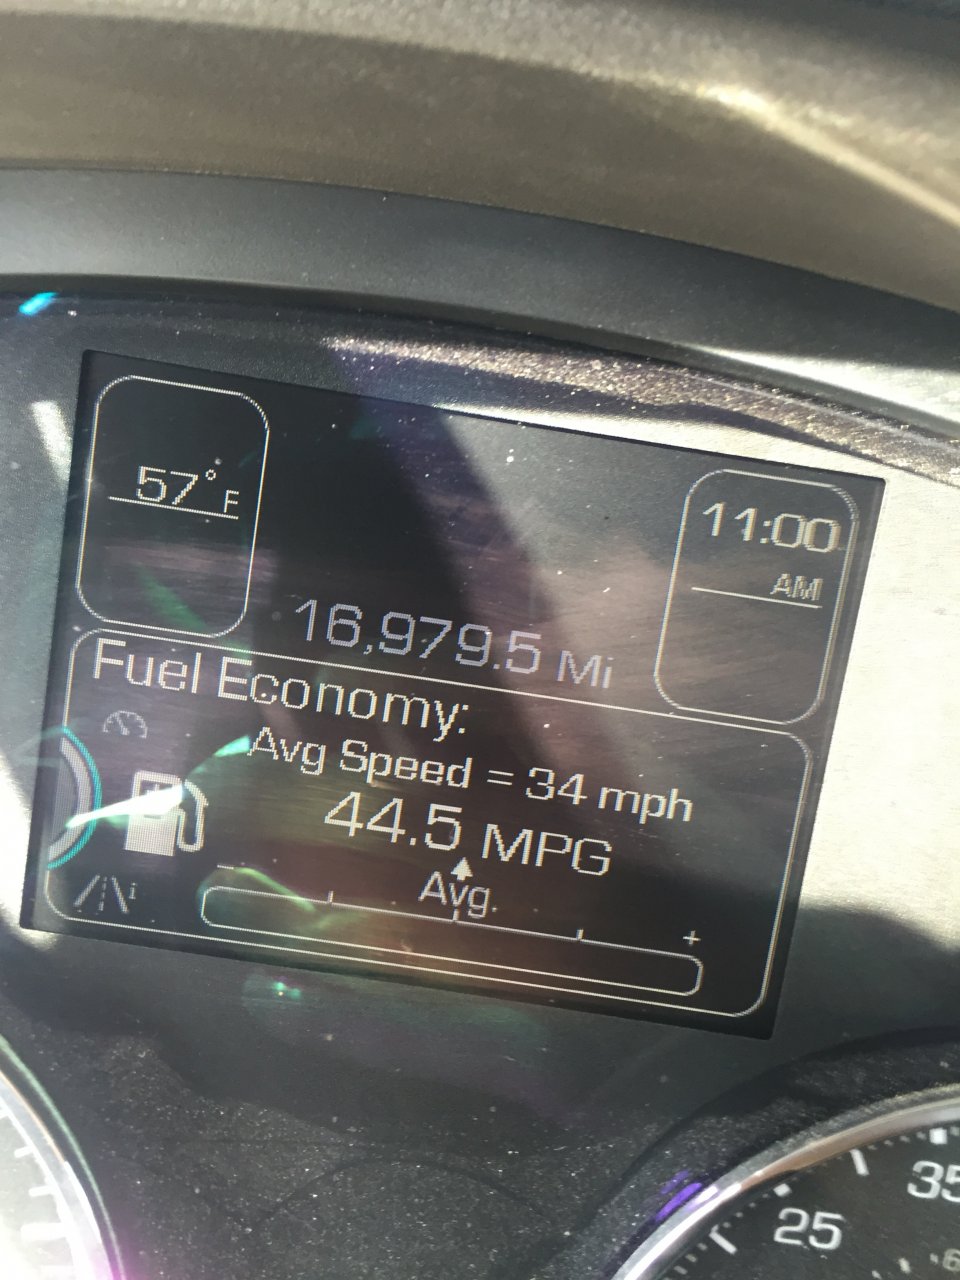 57°F
11:00
AM
16,979.5 Mi
Fuel Economy:
Avg Speed = 34 mph
44.5 MPG
Avg.
- +
i
25
35